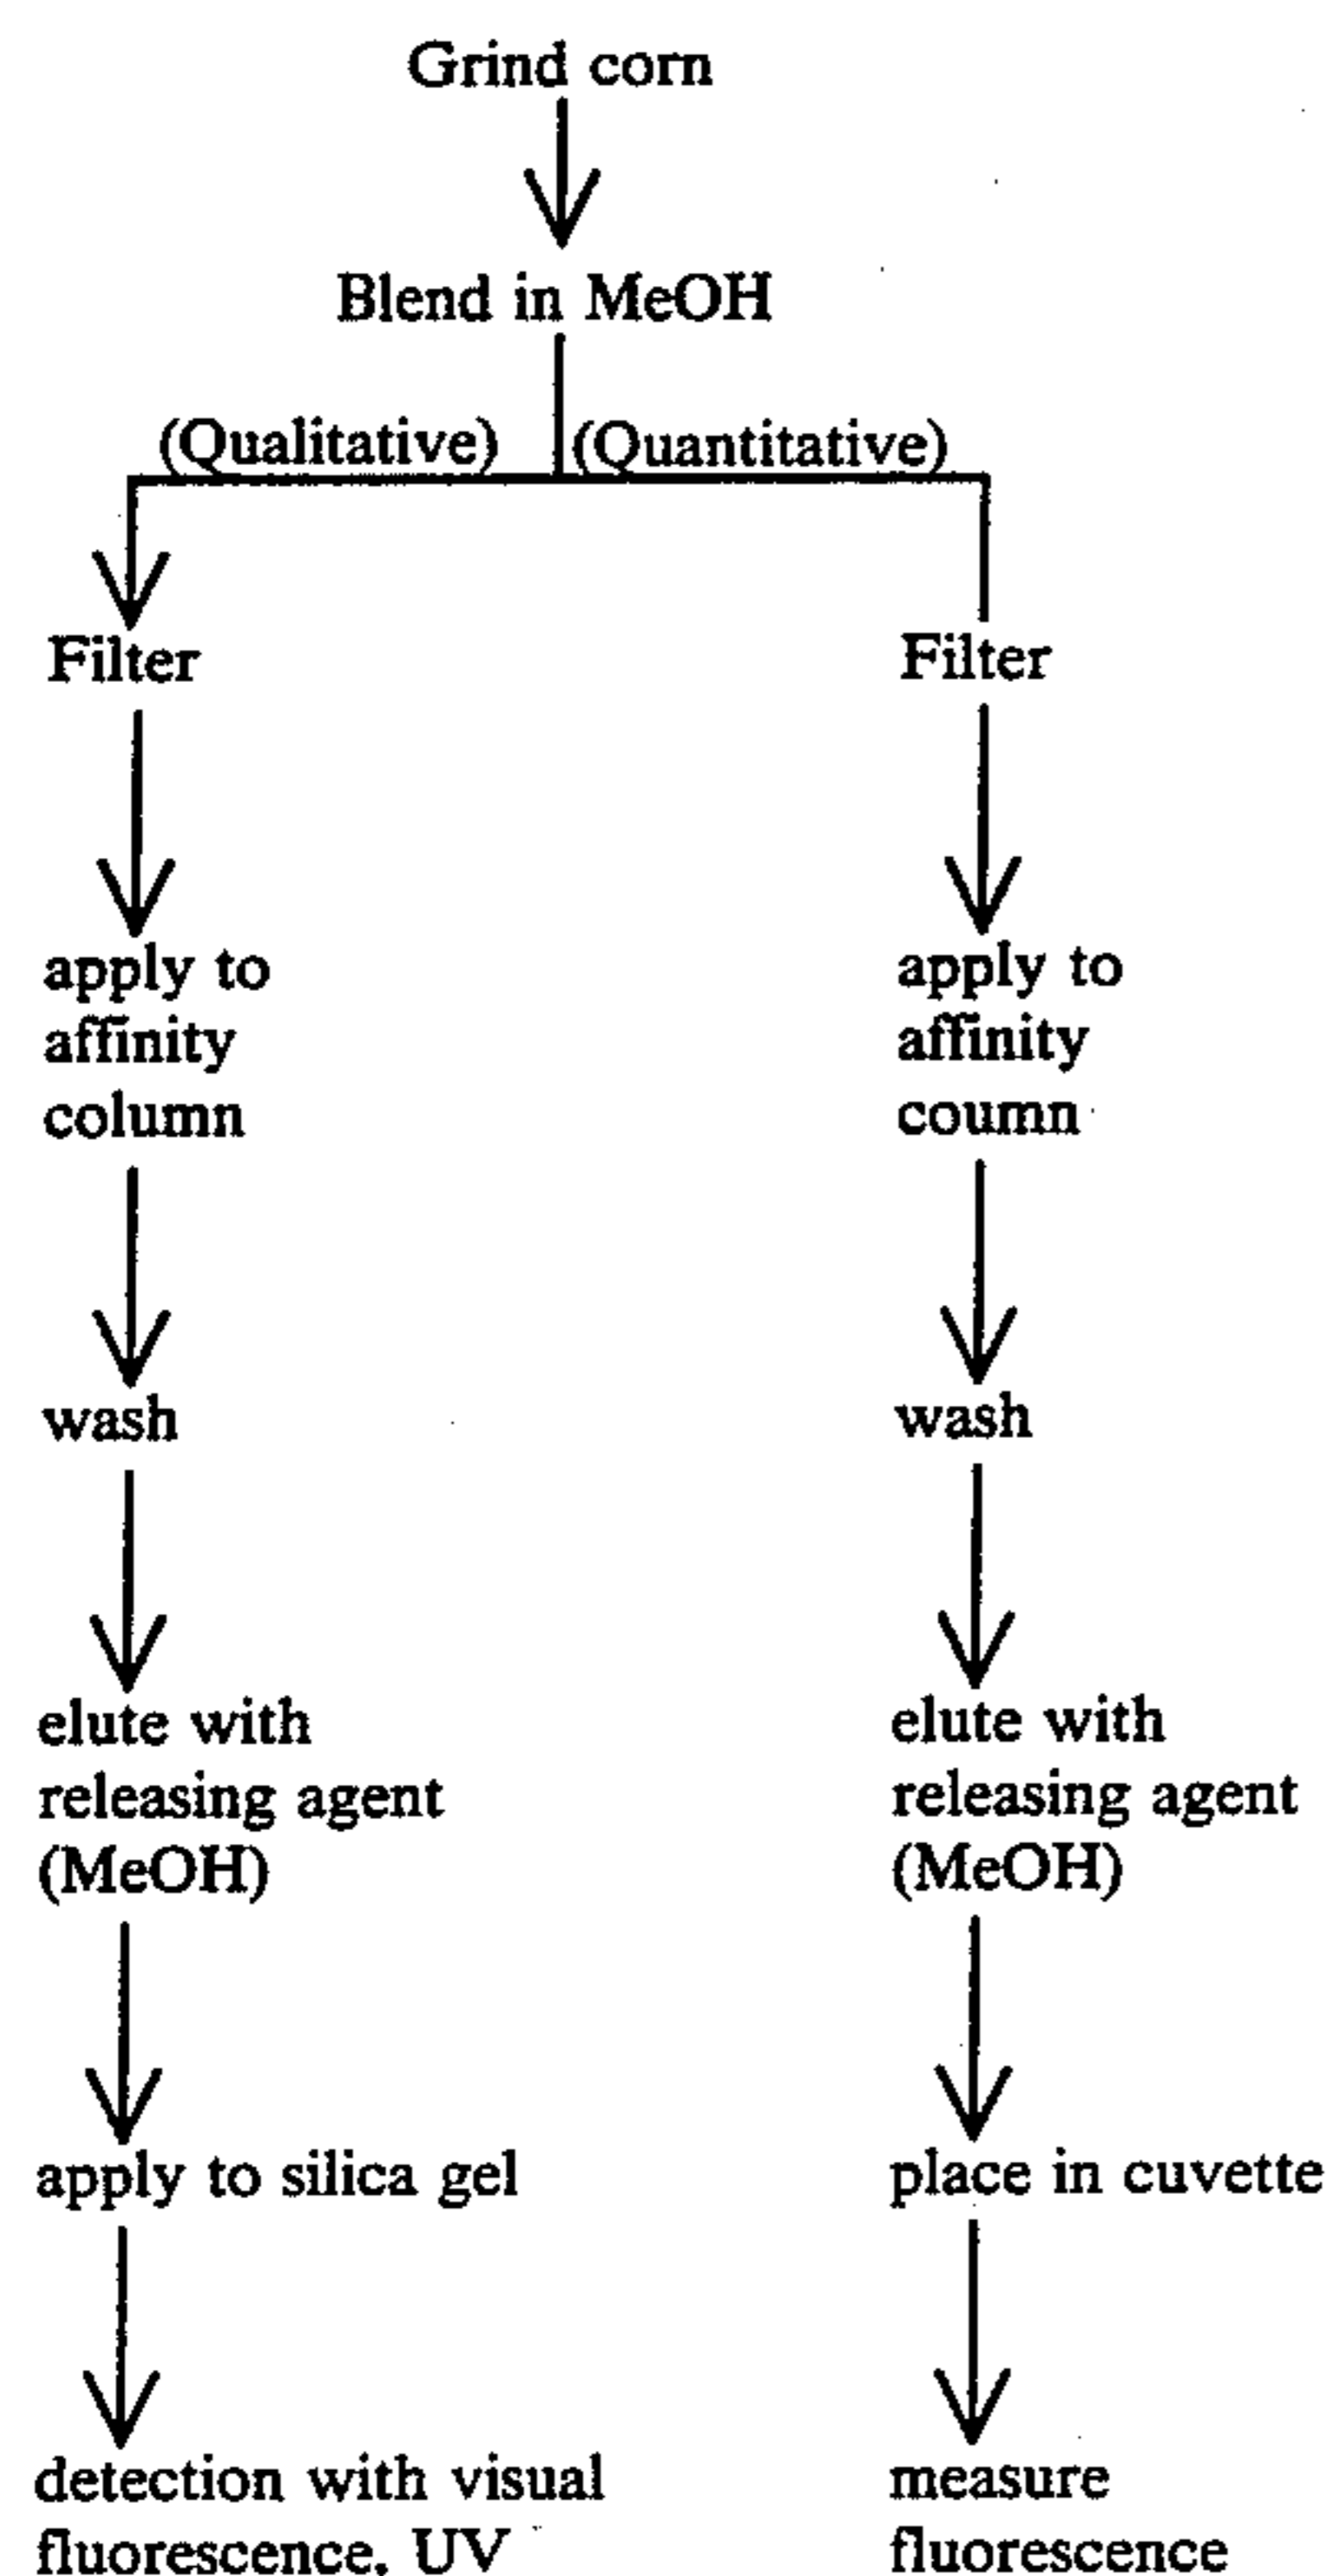 Grind corn
Blend in MeOH
(Qualitative) (Quantitative)
Filter
apply to
affinity
column
wash
elute with
releasing agent
(MeOH)
apply to silica gel
detection with visual
fluorescence, UV
Filter
apply to
affinity
coumn
wash
elute with
releasing agent
(MeOH)
place in cuvette
measure
fluorescence